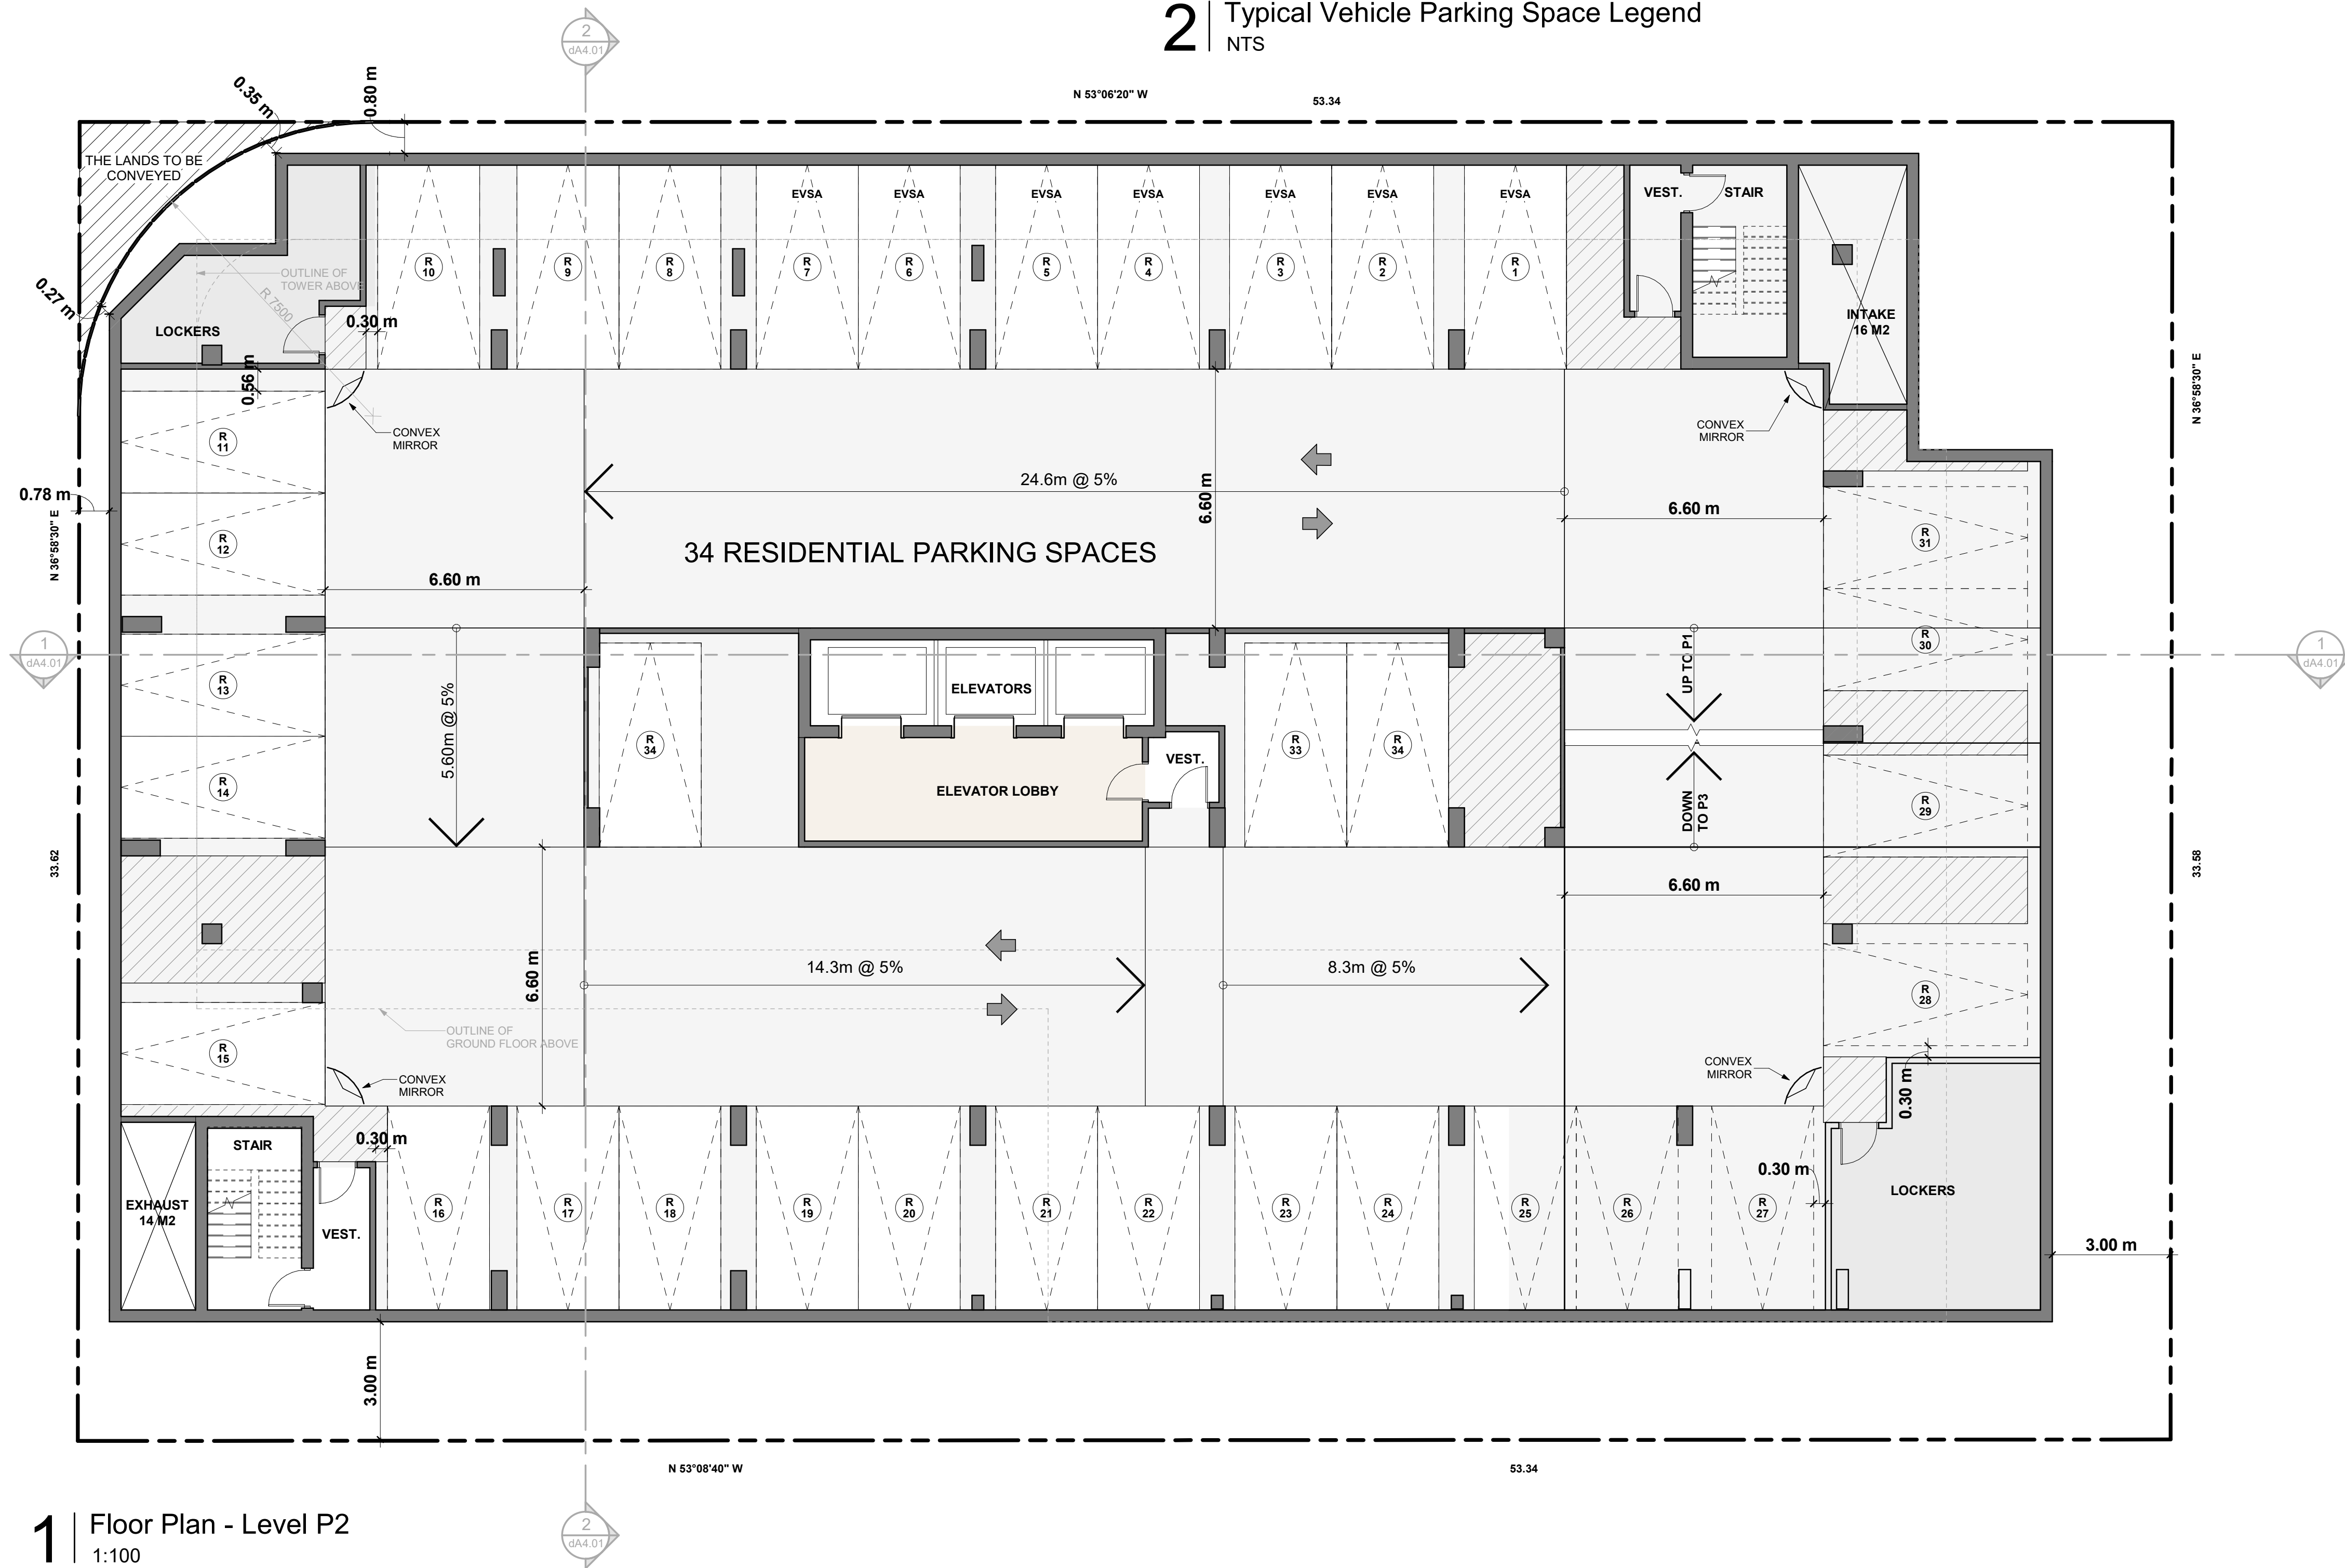 2
Typical Vehicle Parking Space Legend
NTS
2
dA4.01
N 53°06'20" W
53.34
0.35 m
0.80 m
THE LANDS TO BE
CONVEYED
OUTLINE OF
TOWER ABOVE
R 7500
0.27 m
LOCKERS
0.30 m
0.56 m
R
10
R
9
R
8
EVSA
R
7
EVSA
R
6
EVSA
R
5
EVSA
R
4
EVSA
R
3
EVSA
R
2
EVSA
R
1
VEST.
STAIR
INTAKE
16 M2
N 36°58'30" E
CONVEX
MIRROR
CONVEX
MIRROR
R
11
0.78 m
N 36°58'30" E
R
12
24.6m @ 5%
6.60 m
6.60 m
34 RESIDENTIAL PARKING SPACES
6.60 m
R
31
R
30
1
dA4.01
1
dA4.01
R
13
5.60m @ 5%
R
34
ELEVATORS
VEST.
ELEVATOR LOBBY
R
33
R
34
UP TO P1
DOWN
TO P3
R
14
R
29
33.62
33.58
6.60 m
6.60 m
14.3m @ 5%
8.3m @ 5%
R
28
OUTLINE OF
GROUND FLOOR ABOVE
R
15
CONVEX
MIRROR
CONVEX
MIRROR
0.30 m
0.30 m
STAIR
EXHAUST
14 M2
VEST.
R
16
R
17
R
18
R
19
R
20
R
21
R
22
R
23
R
24
R
25
R
26
R
27
0.30 m
LOCKERS
3.00 m
3.00 m
N 53°08'40" W
53.34
2
dA4.01
1
Floor Plan - Level P2
1:100